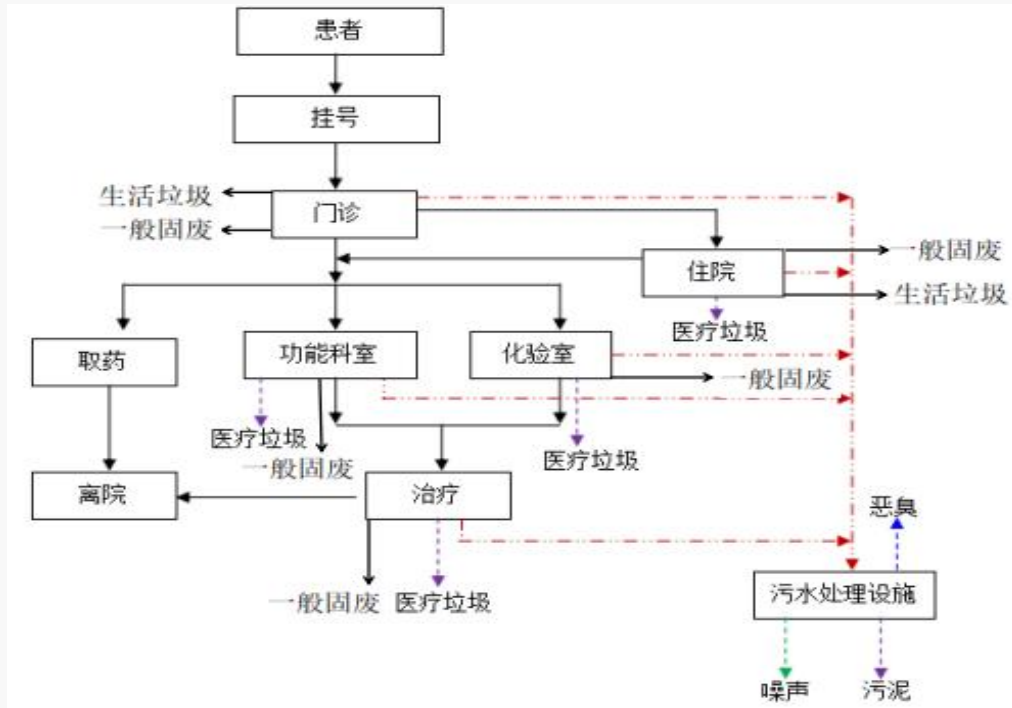 患者
挂号
生活垃圾
门诊
一般固废
一般固废
住院
生活垃圾
医疗垃圾
取药
功能科室
化验室
一般固废
医疗垃圾
一般固废
医疗垃圾
离院
治疗
恶臭
一般固废
医疗垃圾
污水处理设施
噪声
污泥